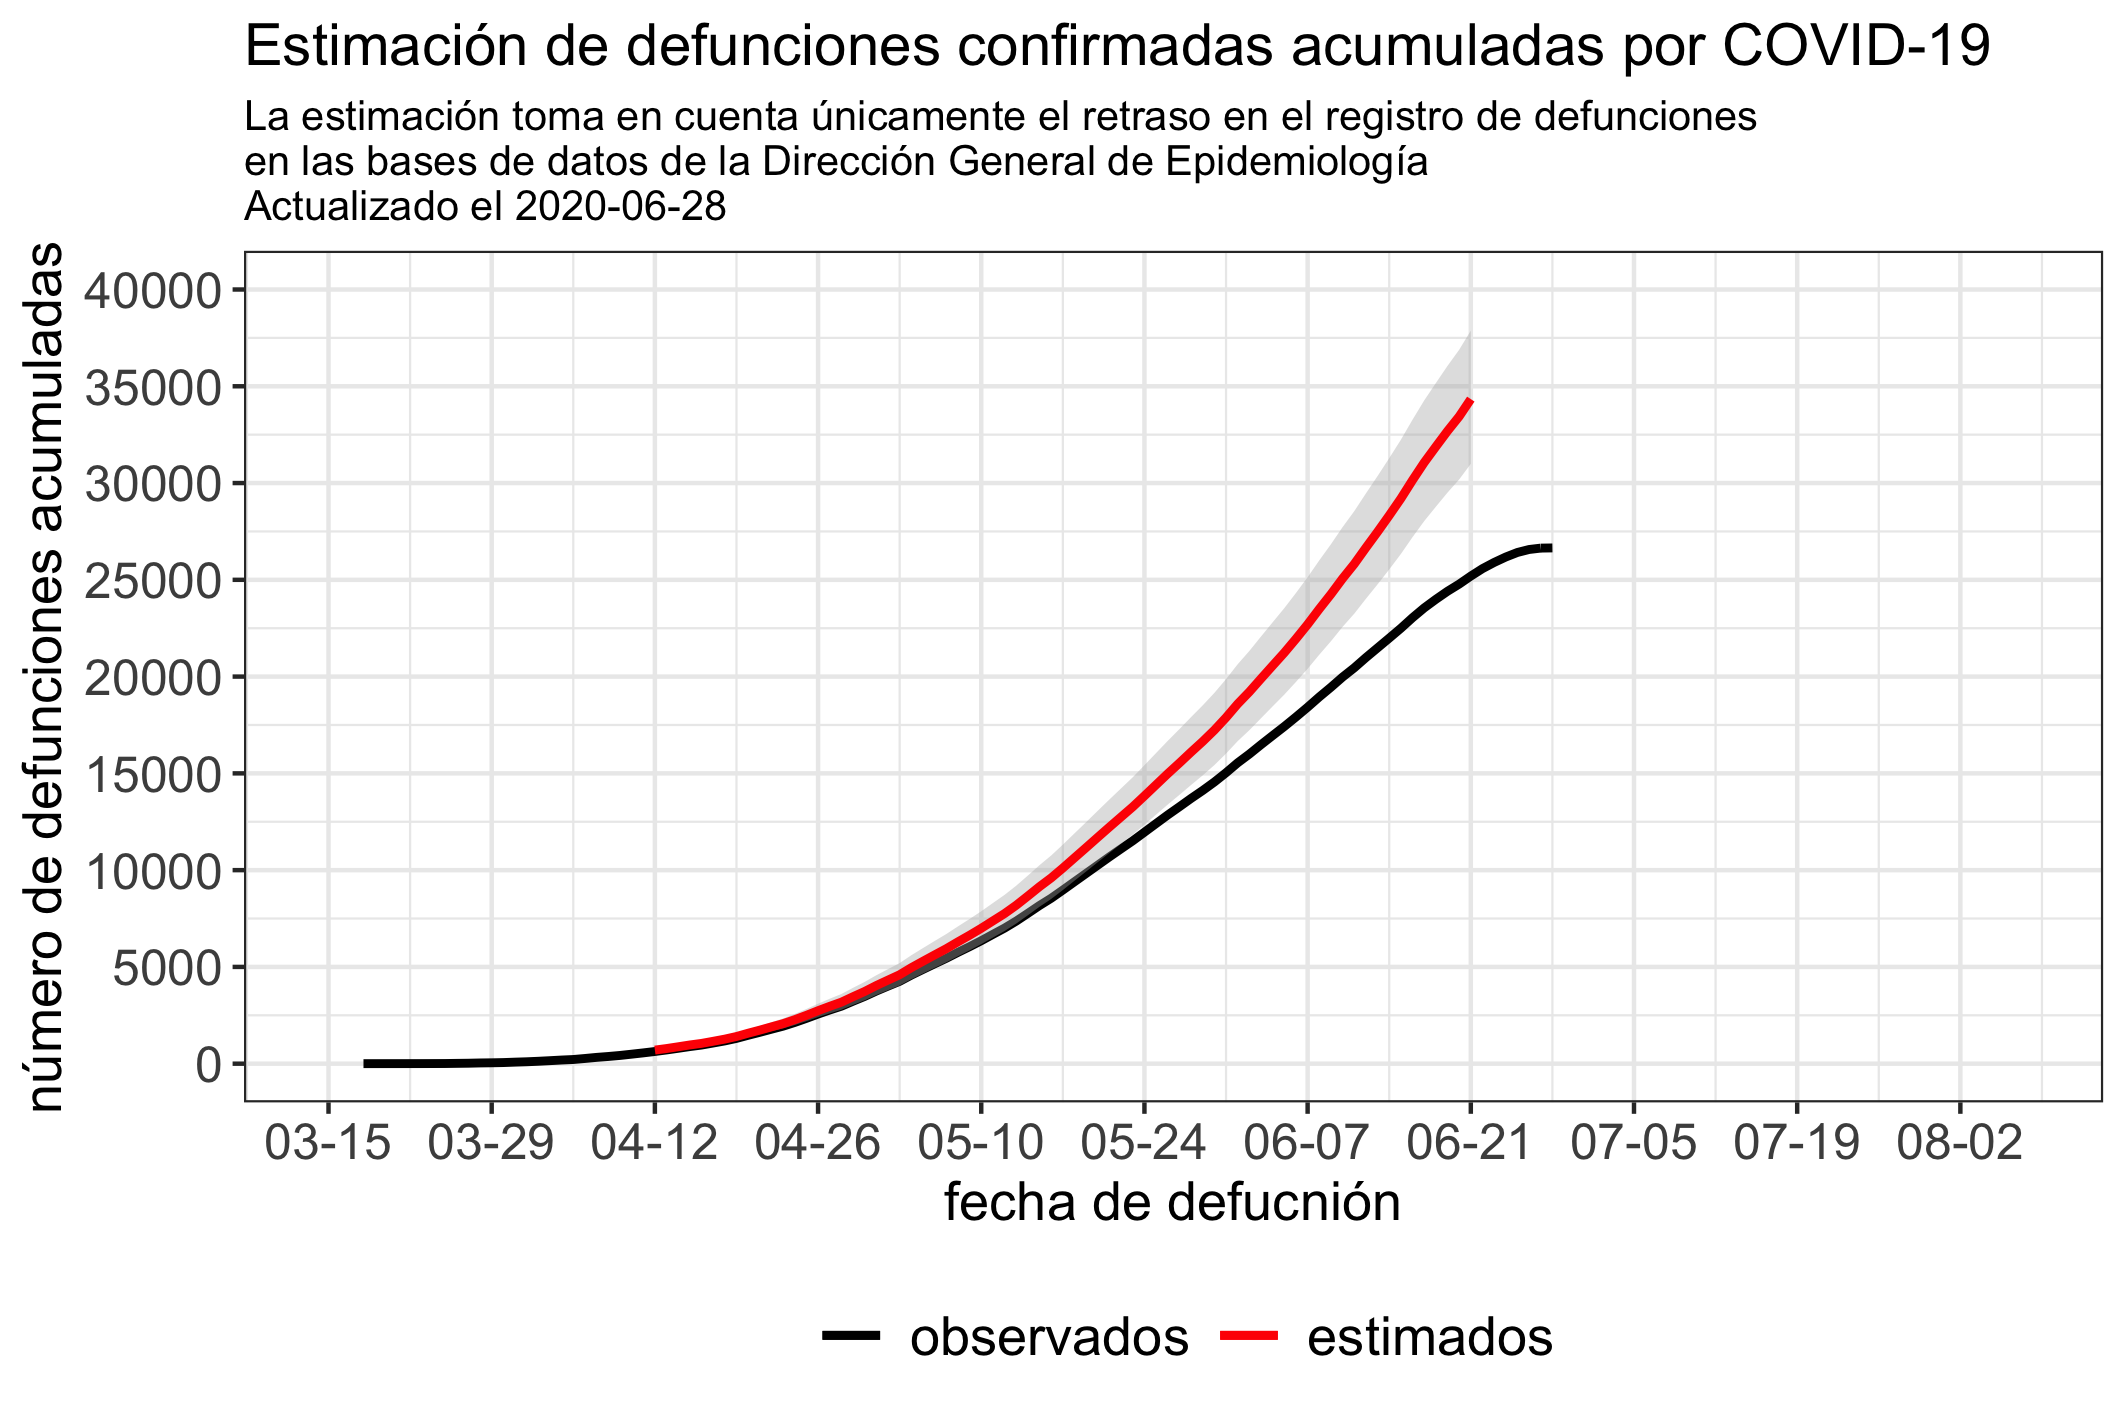 Estimación de defunciones confirmadas acumuladas por COVID-19
La estimación toma en cuenta únicamente el retraso en el registro de defunciones
en las bases de datos de la Dirección General de Epidemiología
Actualizado el 2020-06-28
número de defunciones acumuladas
40000
35000
30000
25000
20000
15000
10000
5000
0
03-15 03-29 04-12 04-26 05-10 05-24 06-07 06-21 07-05 07-19 08-02
fecha de defucnión
observados estimados